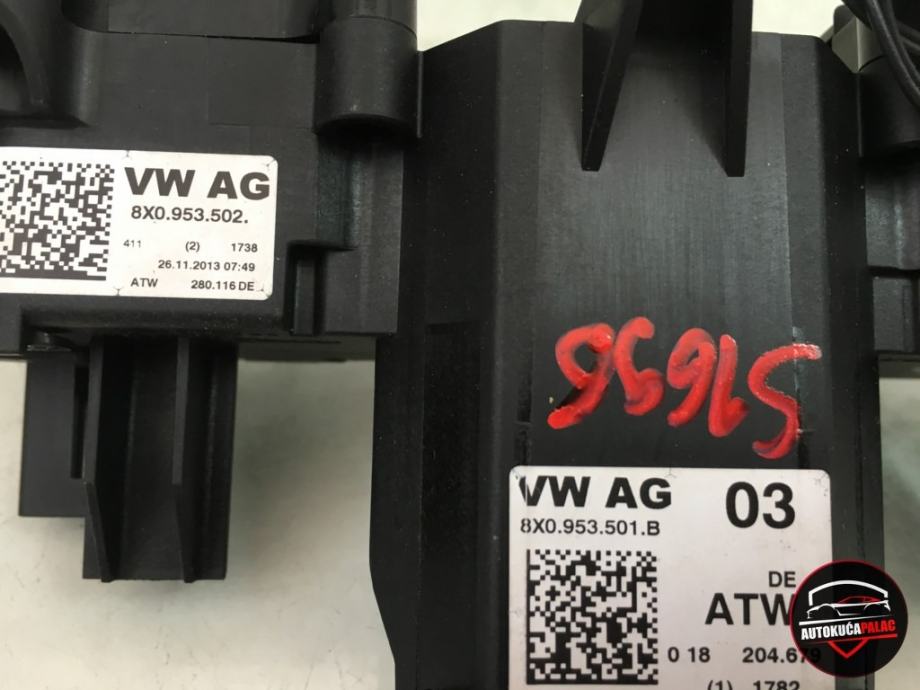 VW AG
8X0.953.502.
411 (2) 1738
26.11.2013 07:49
ATW 280.116 DE
51656
VW AG 03
8X0.953.501.B
DE
ATW
0 18 204.679
(1) 1782
AUTOKUĆAPALAC